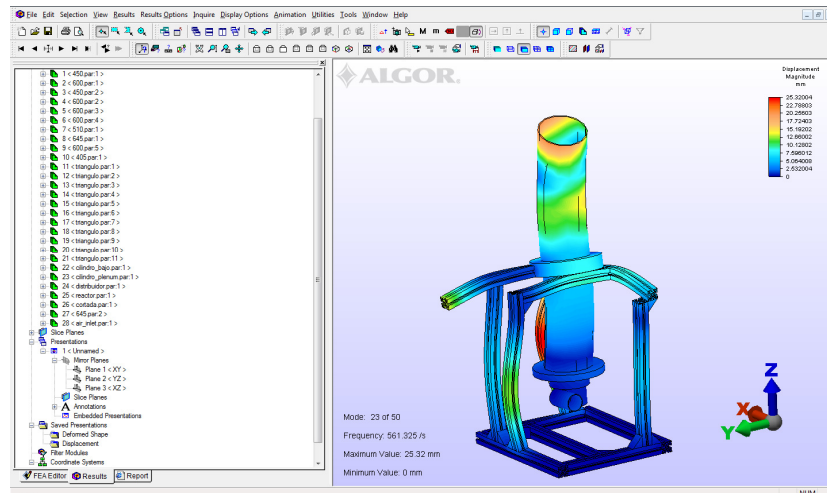 File Edit Selection View Results Results Options Inquire Display Options Animation Utilities Tools Window Help
M m
1 < 450.par:1 >
2 < 600.par:1 >
3 < 450.par:2 >
4 < 600.par:2 >
5 < 600.par:3 >
6 < 600.par:4 >
7 < 510.par:1 >
8 < 645.par:1 >
9 < 600.par:5 >
10 < 405.par:1 >
11 < triangulo.par:1 >
12 < triangulo.par:2 >
13 < triangulo.par:3 >
14 < triangulo.par:4 >
15 < triangulo.par:5 >
16 < triangulo.par:6 >
17 < triangulo.par:7 >
18 < triangulo.par:8 >
19 < triangulo.par:9 >
20 < triangulo.par:10 >
21 < triangulo.par:11 >
22 < cilindro_bajo.par:1 >
23 < cilindro_plenum.par:1 >
24 < distribuidor.par:1 >
25 < reactor.par:1 >
26 < cortada.par:1 >
27 < 645.par:2 >
28 < air_inlet.par:1 >
Slice Planes
Presentations
1 < Unnamed >
Mirror Planes
Plane 1 < XY >
Plane 2 < YZ >
Plane 3 < XZ >
Slice Planes
Annotations
Embedded Presentations
Saved Presentations
Deformed Shape
Displacement
Filter Modules
Coordinate Systems
FEA Editor Results Report
ALGOR.
Displacement
Magnitude
mm
25.32004
22.78803
20.25603
17.72403
15.19202
12.66002
10.12802
7.596012
5.064008
2.532004
0
Mode: 23 of 50
Frequency: 561.325 /s
Maximum Value: 25.32 mm
Minimum Value: 0 mm
Z
X
Y
NUM